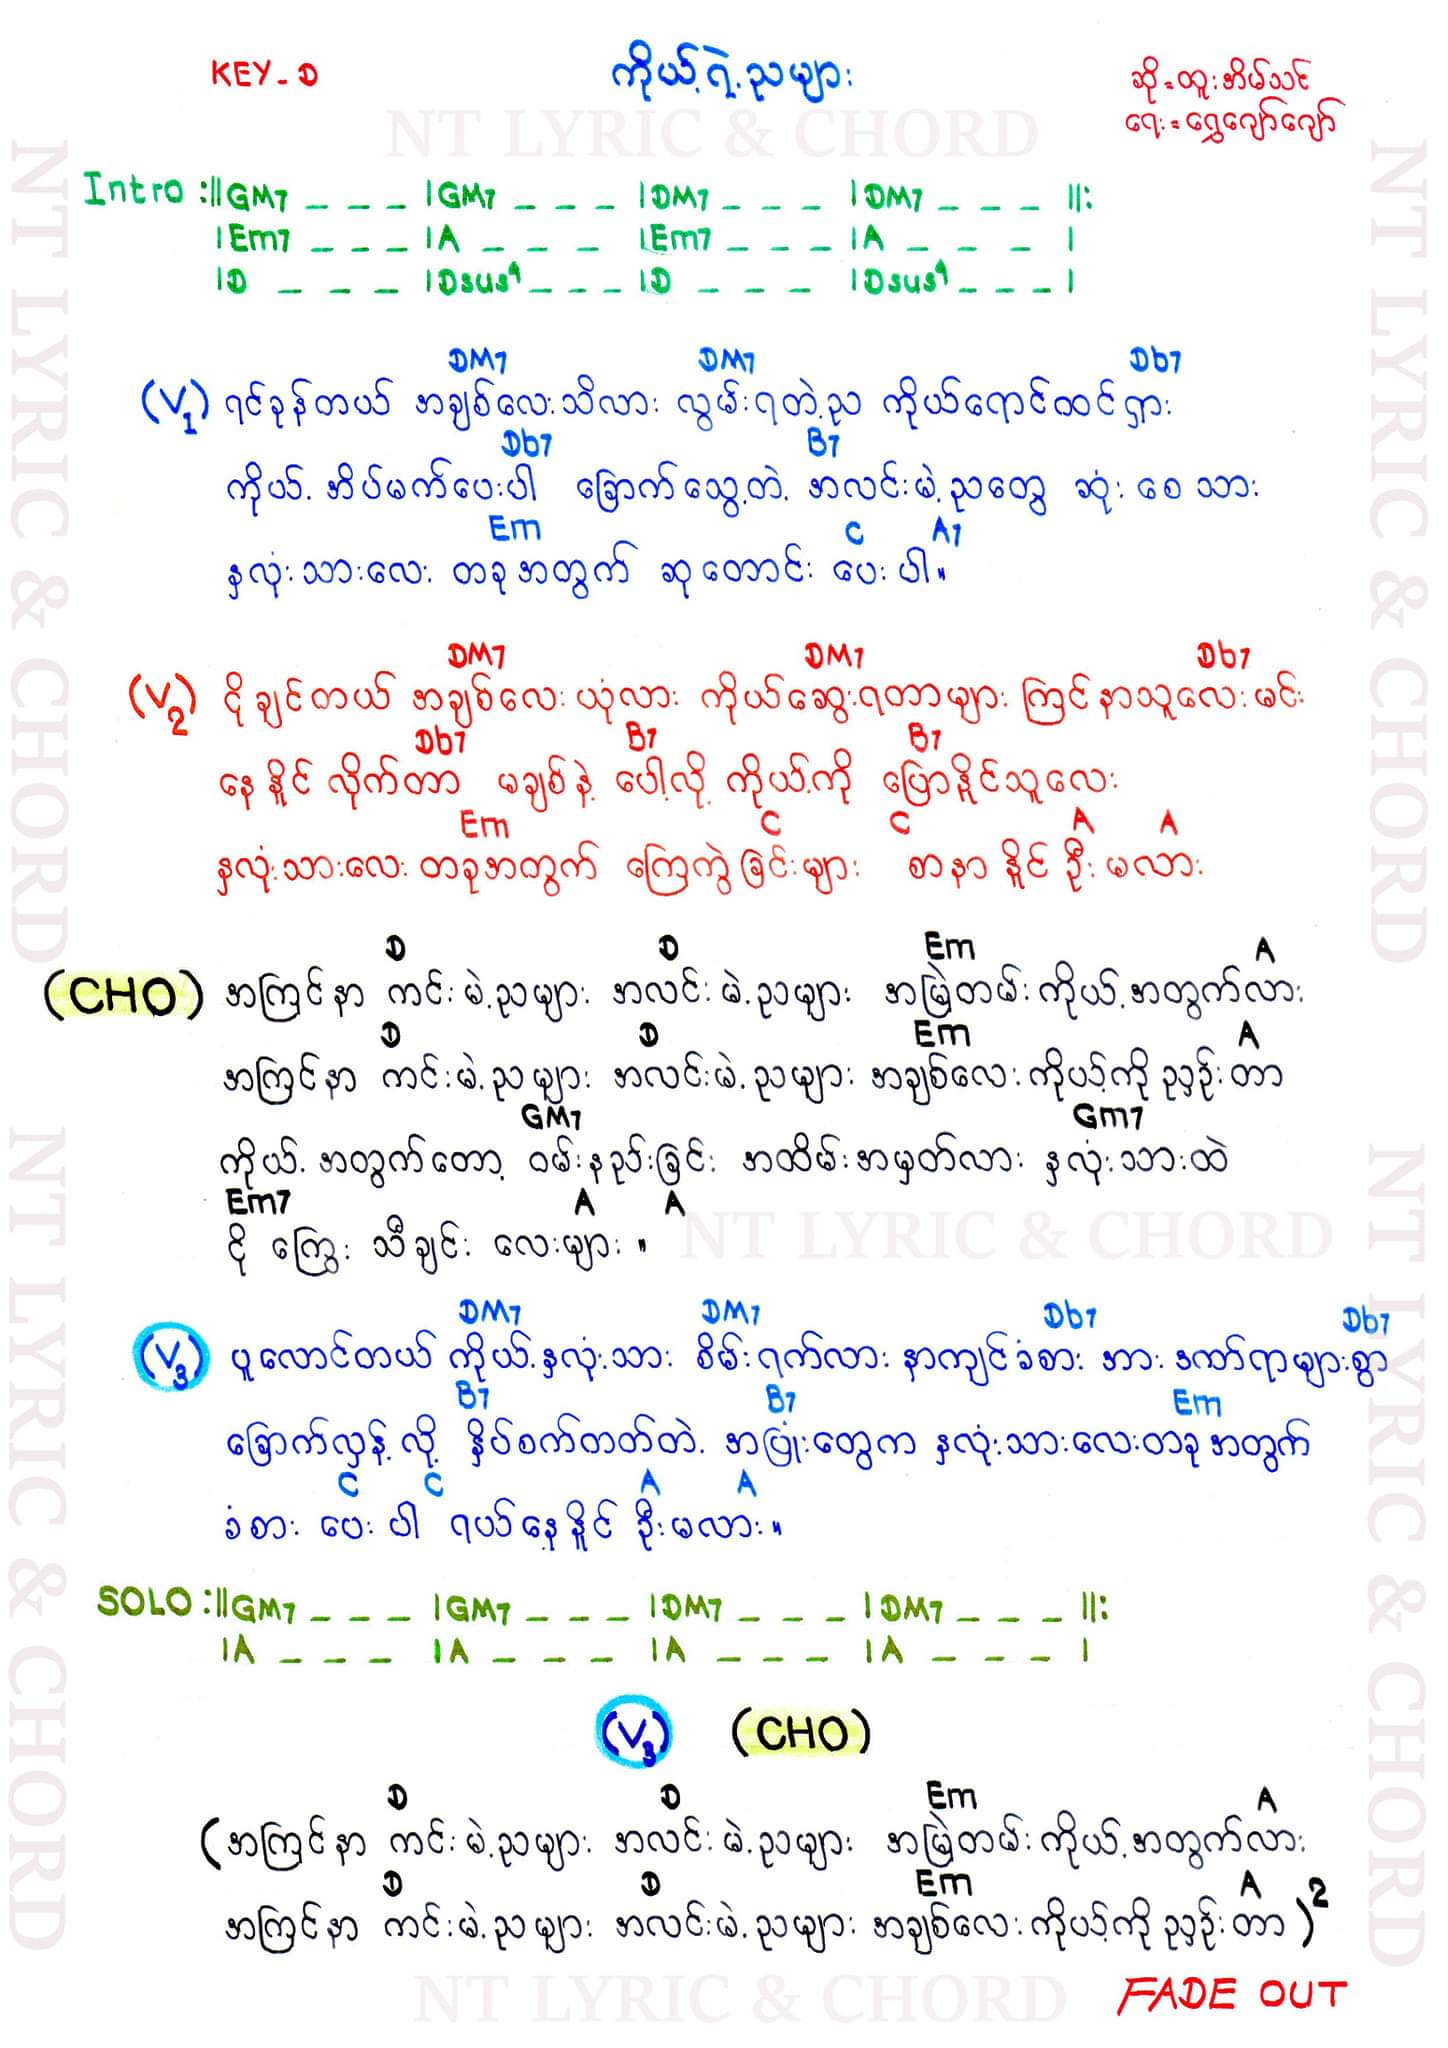 KEY - D
ကိုယ့်ရဲ့ညများ
ဆို = ထူးအိမ်သင်
ရေး = ရွှေဂျော်ဂျော်
NT LYRIC & CHORD
Intro :||GM7 _ _ _ |GM7 _ _ _ |DM7 _ _ _ |DM7 _ _ _ ||:
|Em7 _ _ _ |A _ _ _ |Em7 _ _ _ |A _ _ _ |
|D _ _ _ |Dsus4 _ _ _ |D _ _ _ |Dsus4 _ _ _ |
DM7 DM7 Db7
(V1) ရင်ခုန်တယ် အချစ်လေးသိလား လွမ်းရတဲ့ည ကိုယ်ရောင်ထင်ရှား
Db7 B7
ကိုယ့်အိပ်မက်ပေးပါ ခြောက်သွေ့တဲ့ အလင်းမဲ့ညတွေ ဆုံးစေသား
Em C A7
နှလုံးသားလေး တခုအတွက် ဆုတောင်း ပေးပါ။
DM7 DM7 Db7
(V2) ငိုချင်တယ် အချစ်လေးယုံလား ကိုယ်ဆွေးရတာများ ကြင်နာသူလေးမင်း
Db7 B7 B7
နေနိူင်လိုက်တာ မချစ်နဲ့ ပေါ့လို့ ကိုယ့်ကို ပြောနိူင်သူလေး
Em C C A A
နှလုံးသားလေး တခုအတွက် ကြေကွဲခြင်းများ စာနာ နိူင်ဦးမလား
D D Em A
(CHO) အကြင်နာ ကင်းမဲ့ညများ အလင်းမဲ့ညများ အမြဲတမ်းကိုယ့်အတွက်လား
D D Em A
အကြင်နာ ကင်းမဲ့ညများ အလင်းမဲ့ညများ အချစ်လေးကိုယ့်ကိုညှဉ်းတာ
GM7 Gm7
ကိုယ့်အတွက်တော့ ဝမ်းနည်းခြင်း အထိမ်းအမှတ်လား နှလုံးသားထဲ
Em7 A A
ငိုကြွေး သီချင်းလေးများ။
NT LYRIC & CHORD
DM7 DM7 Db7 Db7
(V3) ပူလောင်တယ် ကိုယ့်နှလုံးသား စိမ်းရက်လား နာကျင်ခံစား အား ဒဏ်ရာများစွာ
B7 B7 Em
ခြောက်လှန့်လို့ နှိပ်စက်တတ်တဲ့ အပြုံးတွေက နှလုံးသားလေးတခုအတွက်
C C A A
ခံစား ပေးပါ ရယ်နေ့နိူင်ဦးမလား။
SOLO :||GM7 _ _ _ |GM7 _ _ _ |DM7 _ _ _ |DM7 _ _ _ ||:
|A _ _ _ |A _ _ _ |A _ _ _ |A _ _ _ |
(V3) (CHO)
D D Em A
(အကြင်နာ ကင်းမဲ့ညများ အလင်းမဲ့ညများ အမြဲတမ်းကိုယ့်အတွက်လား
D D Em A
အကြင်နာ ကင်းမဲ့ညများ အလင်းမဲ့ညများ အချစ်လေးကိုယ့်ကိုညှဉ်းတာ)2
NT LYRIC & CHORD
FADE OUT
NT LYRIC & CHORD
NT LYRIC & CHORD
NT LYRIC & CHORD
NT LYRIC & CHORD